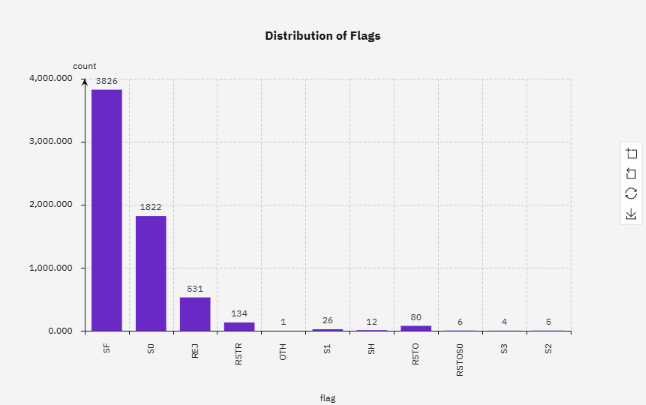 Distribution of Flags
count
4,000.000
3,000.000
2,000.000
1,000.000
0.000
3826
1822
531
134
1
26
12
80
6
4
5
SF
S0
REJ
RSTR
OTH
S1
SH
RSTO
RSTOS0
S3
S2
flag